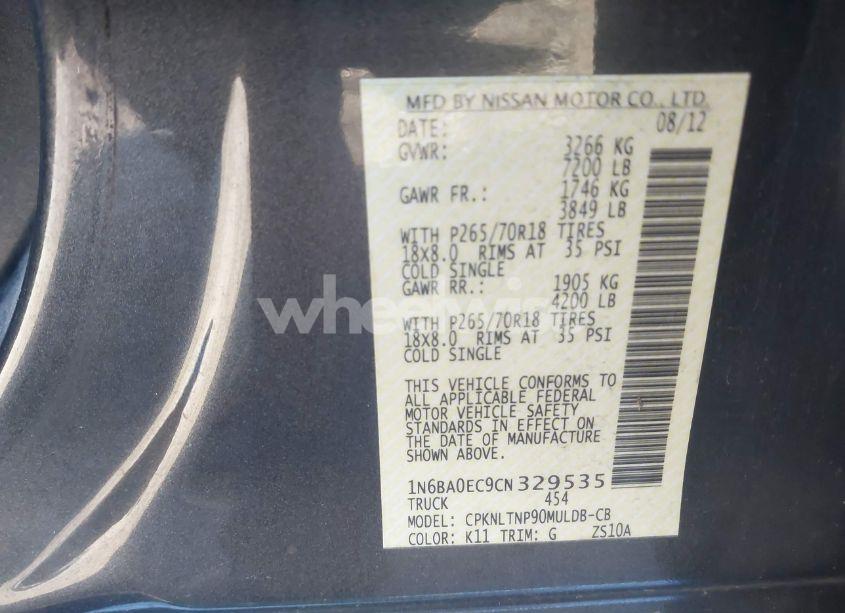 MFD BY NISSAN MOTOR CO., LTD.
DATE: 08/12
GVWR: 3266 KG
7200 LB
GAWR FR.: 1746 KG
3849 LB
WITH P265/70R18 TIRES
18x8.0 RIMS AT 35 PSI
COLD SINGLE
GAWR RR.: 1905 KG
4200 LB
WITH P265/70R18 TIRES
18x8.0 RIMS AT 35 PSI
COLD SINGLE
THIS VEHICLE CONFORMS TO
ALL APPLICABLE FEDERAL
MOTOR VEHICLE SAFETY
STANDARDS IN EFFECT ON
THE DATE OF MANUFACTURE
SHOWN ABOVE.
1N6BA0EC9CN 329535
TRUCK 454
MODEL: CPKNLTNP90MULDB-CB
COLOR: K11 TRIM: G ZS10A